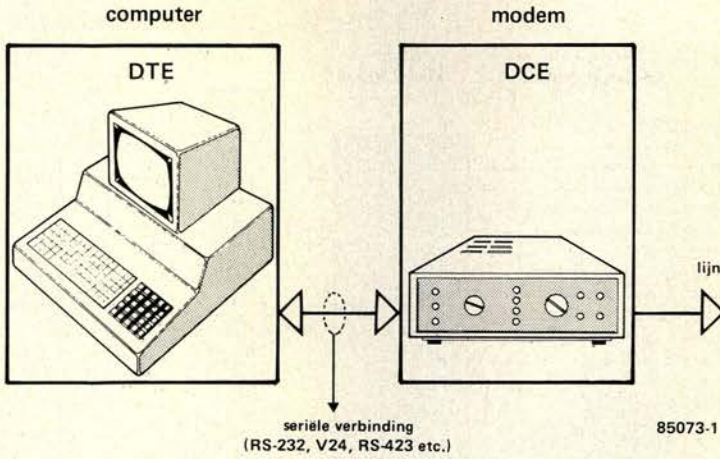 computer
modem
DTE
DCE
lijn
seriële verbinding
(RS-232, V24, RS-423 etc.)
85073-1